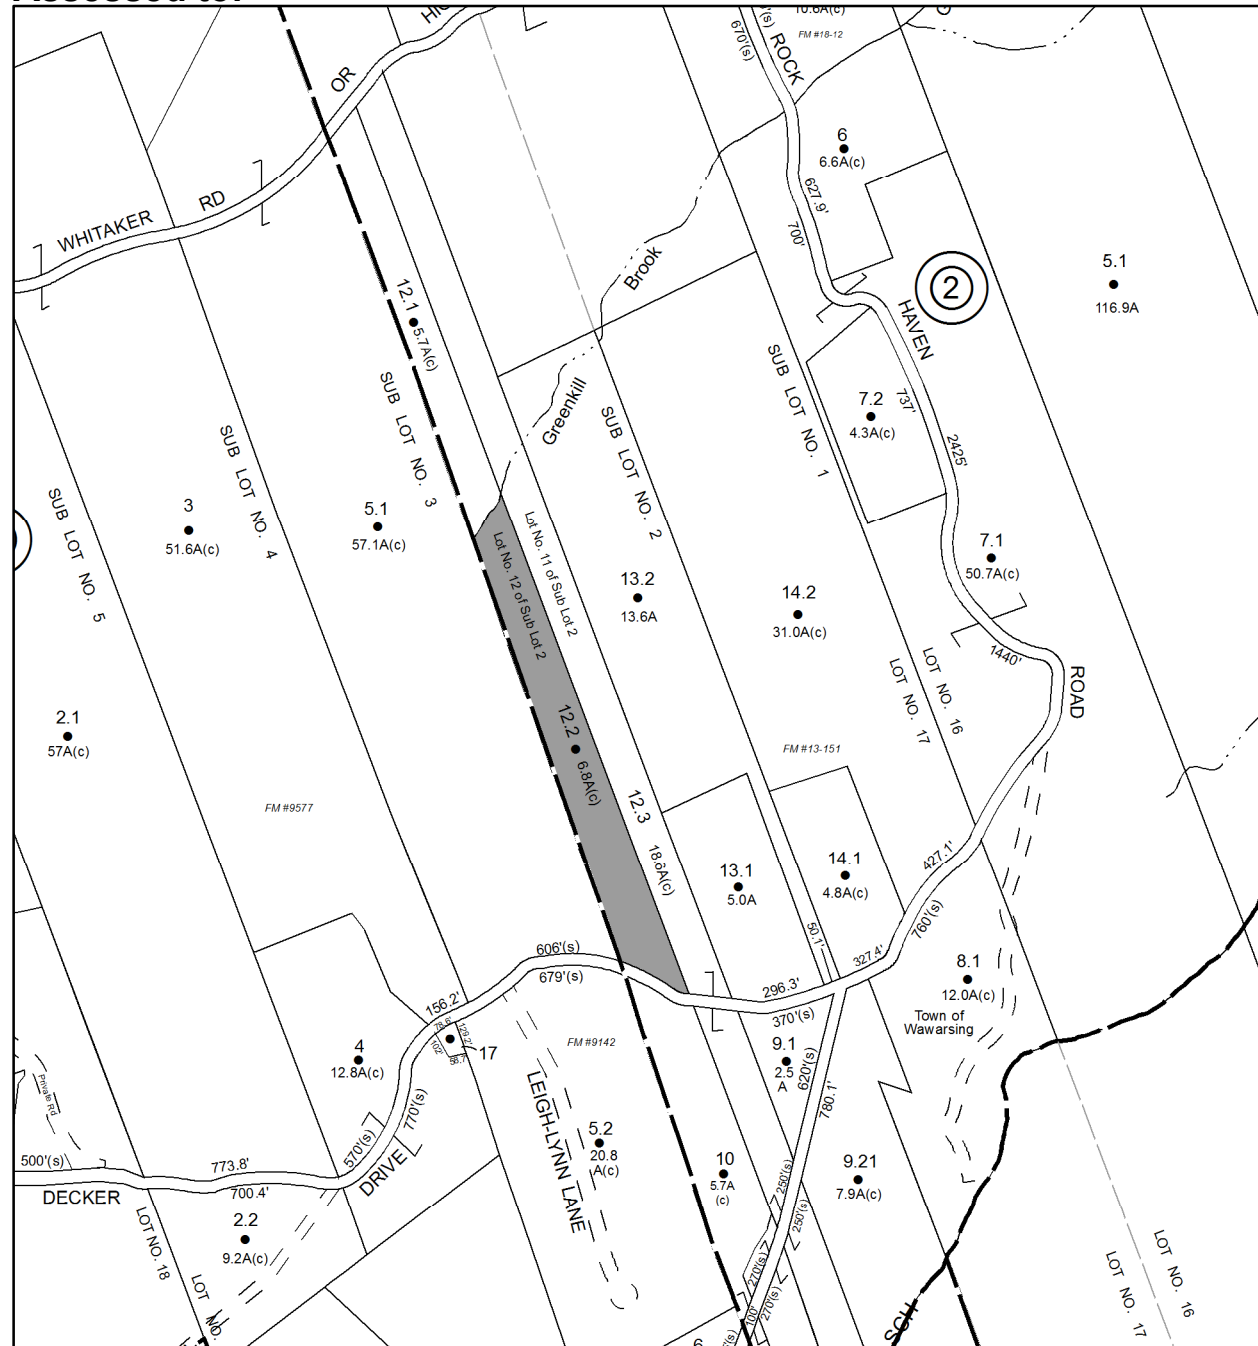 OR
ROCK
670'(s)
10.6A(c)
FM #18-12
6
6.6A(c)
WHITAKER RD
627.9'
700'
Brook
2
5.1
116.9A
12.1
5.7A(c)
HAVEN
SUB LOT NO. 1
SUB LOT NO. 3
Greenkill
7.2
4.3A(c)
737'
SUB LOT NO. 2
SUB LOT NO. 4
2425'
SUB LOT NO. 5
3
51.6A(c)
5.1
57.1A(c)
Lot No. 11 of Sub Lot 2
Lot No. 12 of Sub Lot 2
7.1
50.7A(c)
13.2
13.6A
14.2
31.0A(c)
1440'
LOT NO. 16
LOT NO. 17
ROAD
2.1
57A(c)
12.2
6.8A(c)
FM #13-151
FM #9577
12.3
427.1'
14.1
4.8A(c)
13.1
5.0A
760'(s)
50.1'
606'(s)
679'(s)
327.4'
8.1
12.0A(c)
296.3'
370'(s)
156.2'
Town of
Wawarsing
FM #9142
129.2'
102'
17
9.1
2.5
A
620'(s)
780.1'
4
12.8A(c)
Private Rd
770'(s)
LEIGH-LYNN LANE
5.2
20.8
A(c)
570'(s)
500'(s)
773.8'
700.4'
DECKER
DRIVE
10
5.7A
(c)
9.21
7.9A(c)
250'(s)
250'(s)
2.2
9.2A(c)
LOT NO. 18
LOT NO.
270'(s)
270'(s)
100'
LOT NO. 16
LOT NO. 17
SCH